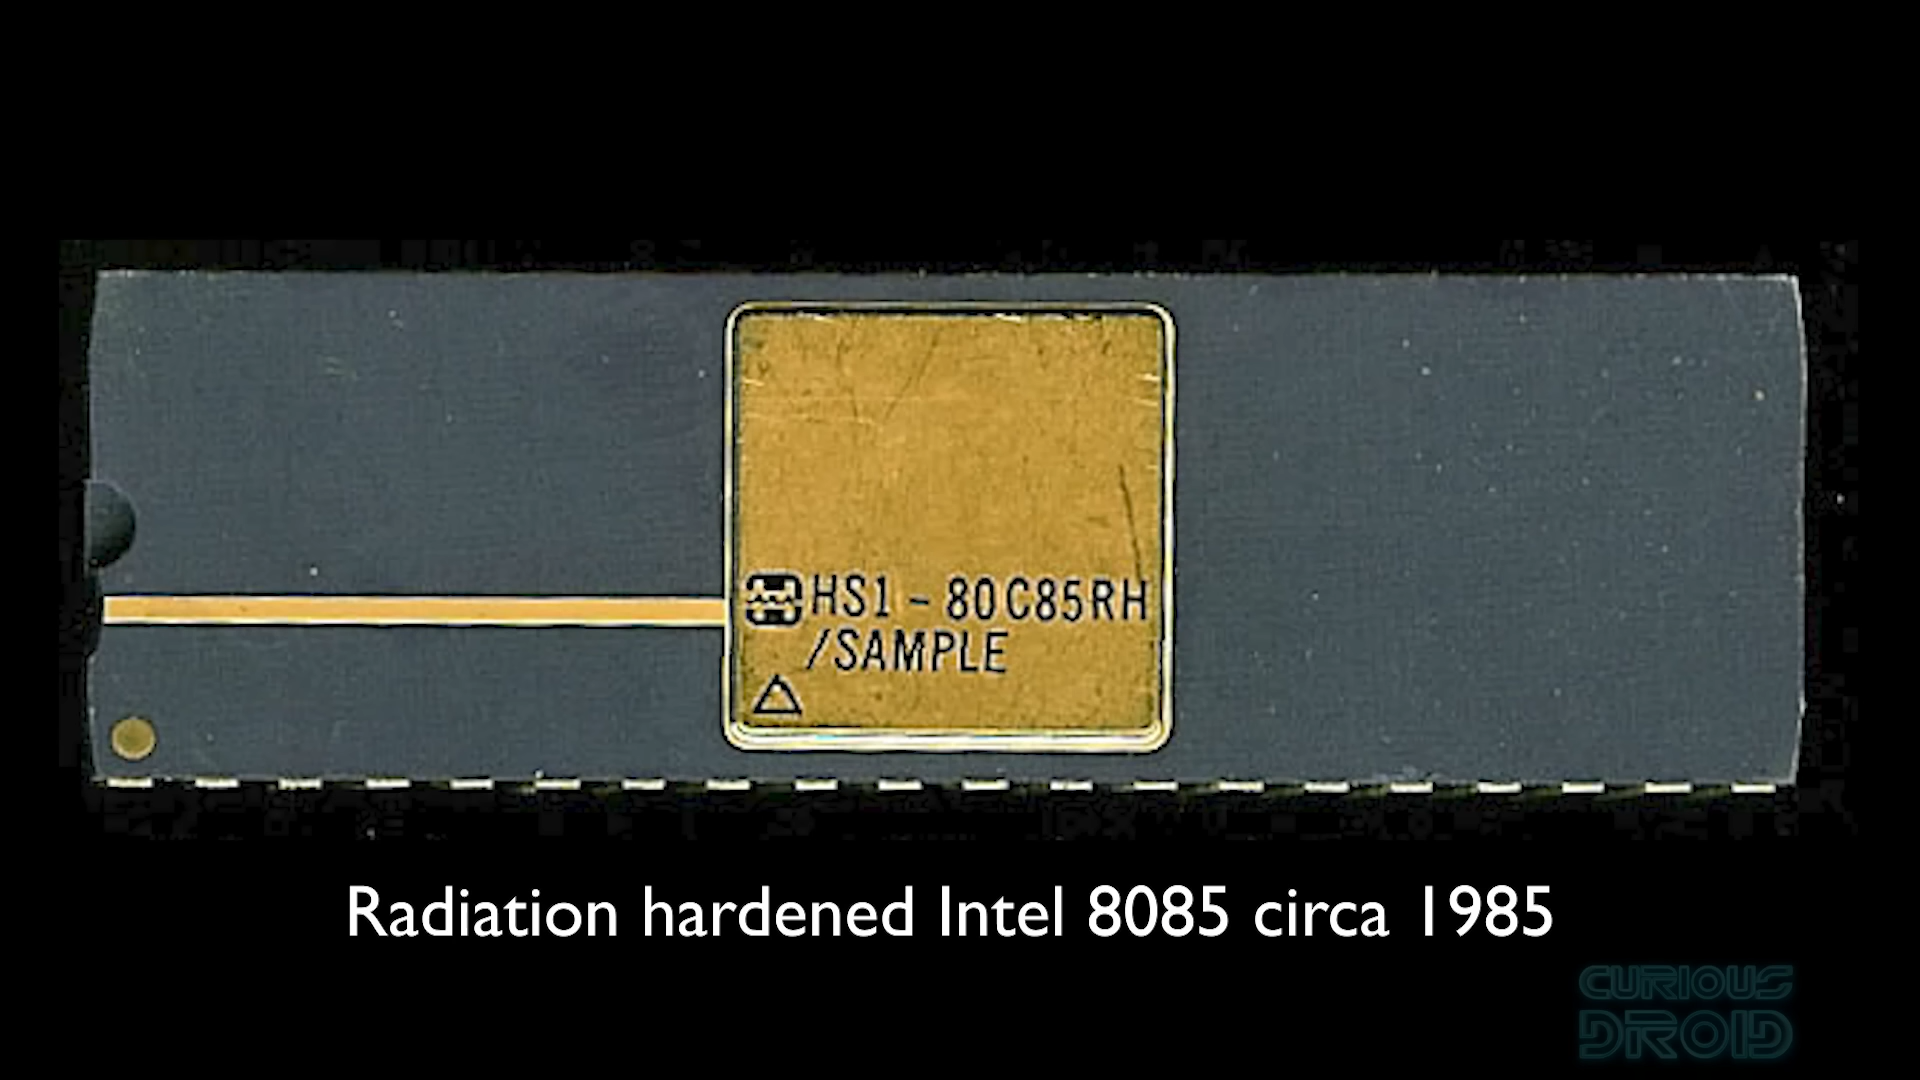 HS1-80C85RH
/SAMPLE
Radiation hardened Intel 8085 circa 1985
CURIOUS
DROID